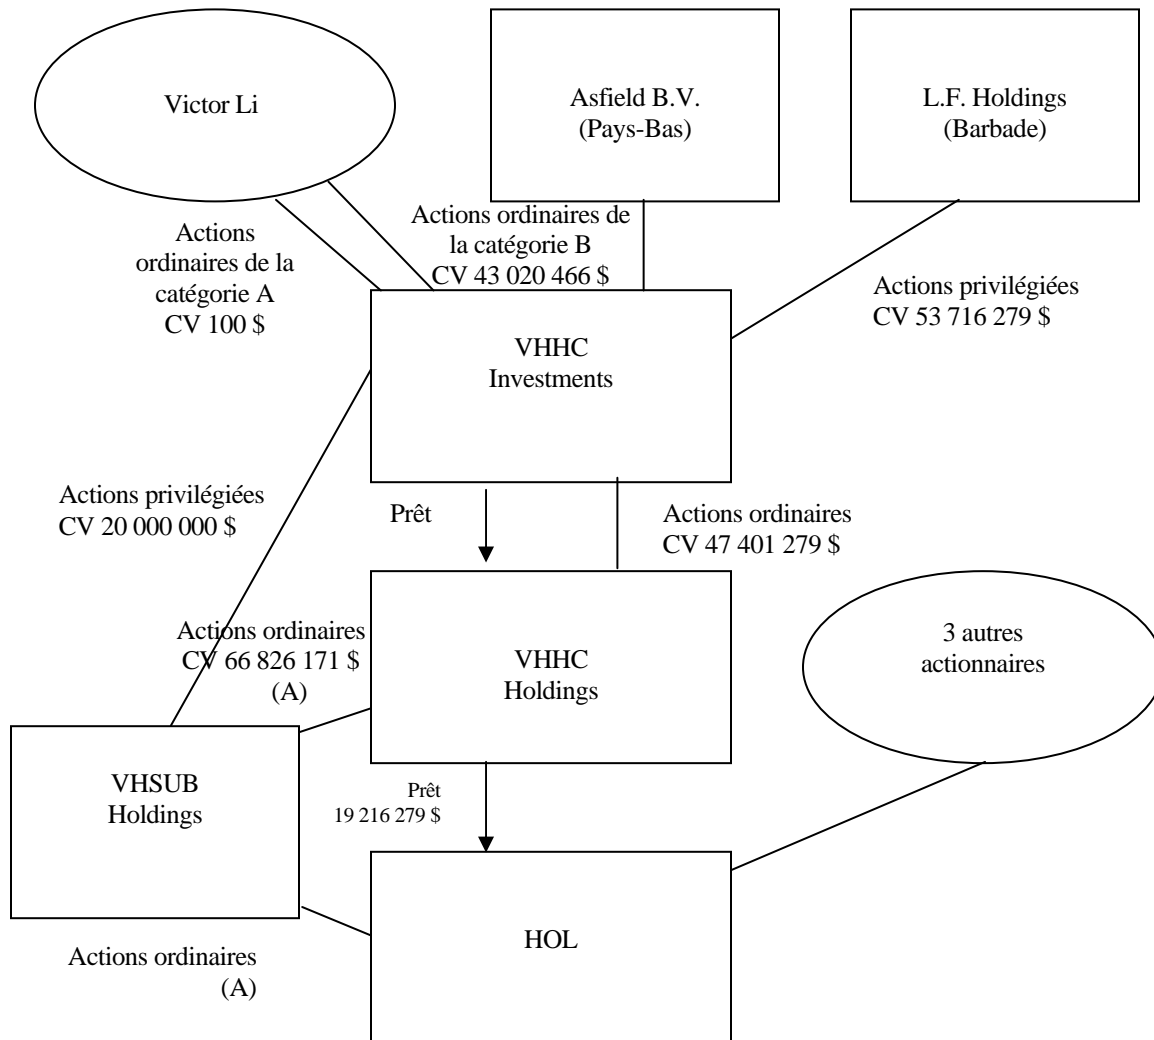 Victor Li
Asfield B.V.
(Pays-Bas)
L.F. Holdings
(Barbade)
Actions
ordinaires de la
catégorie A
CV 100 $
Actions ordinaires de
la catégorie B
CV 43 020 466 $
Actions privilégiées
CV 53 716 279 $
VHHC
Investments
Actions privilégiées
CV 20 000 000 $
Prêt
Actions ordinaires
CV 47 401 279 $
Actions ordinaires
CV 66 826 171 $
(A)
VHHC
Holdings
3 autres
actionnaires
VHSUB
Holdings
Prêt
19 216 279 $
HOL
Actions ordinaires
(A)